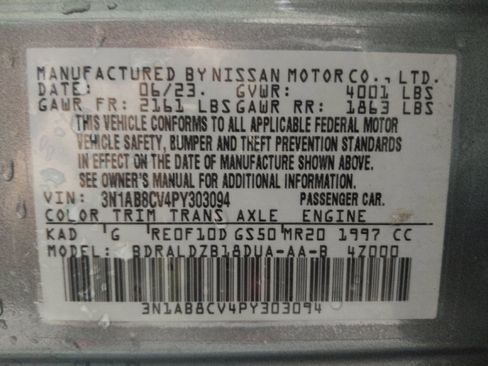 MANUFACTURED BY NISSAN MOTOR CO., LTD.
DATE: 06/23. GVWR: 4001 LBS
GAWR FR: 2161 LBS GAWR RR: 1863 LBS
THIS VEHICLE CONFORMS TO ALL APPLICABLE FEDERAL MOTOR
VEHICLE SAFETY, BUMPER AND THEFT PREVENTION STANDARDS
IN EFFECT ON THE DATE OF MANUFACTURE SHOWN ABOVE.
SEE OWNER'S MANUAL FOR ADDITIONAL INFORMATION.
VIN: 3N1AB8CV4PY303094 PASSENGER CAR.
COLOR TRIM TRANS AXLE ENGINE
KAD G RE0F10D GS50 MR20 1997 CC
MODEL: BDRALDZB18DUA-AA-B 4Z000
3N1AB8CV4PY303094